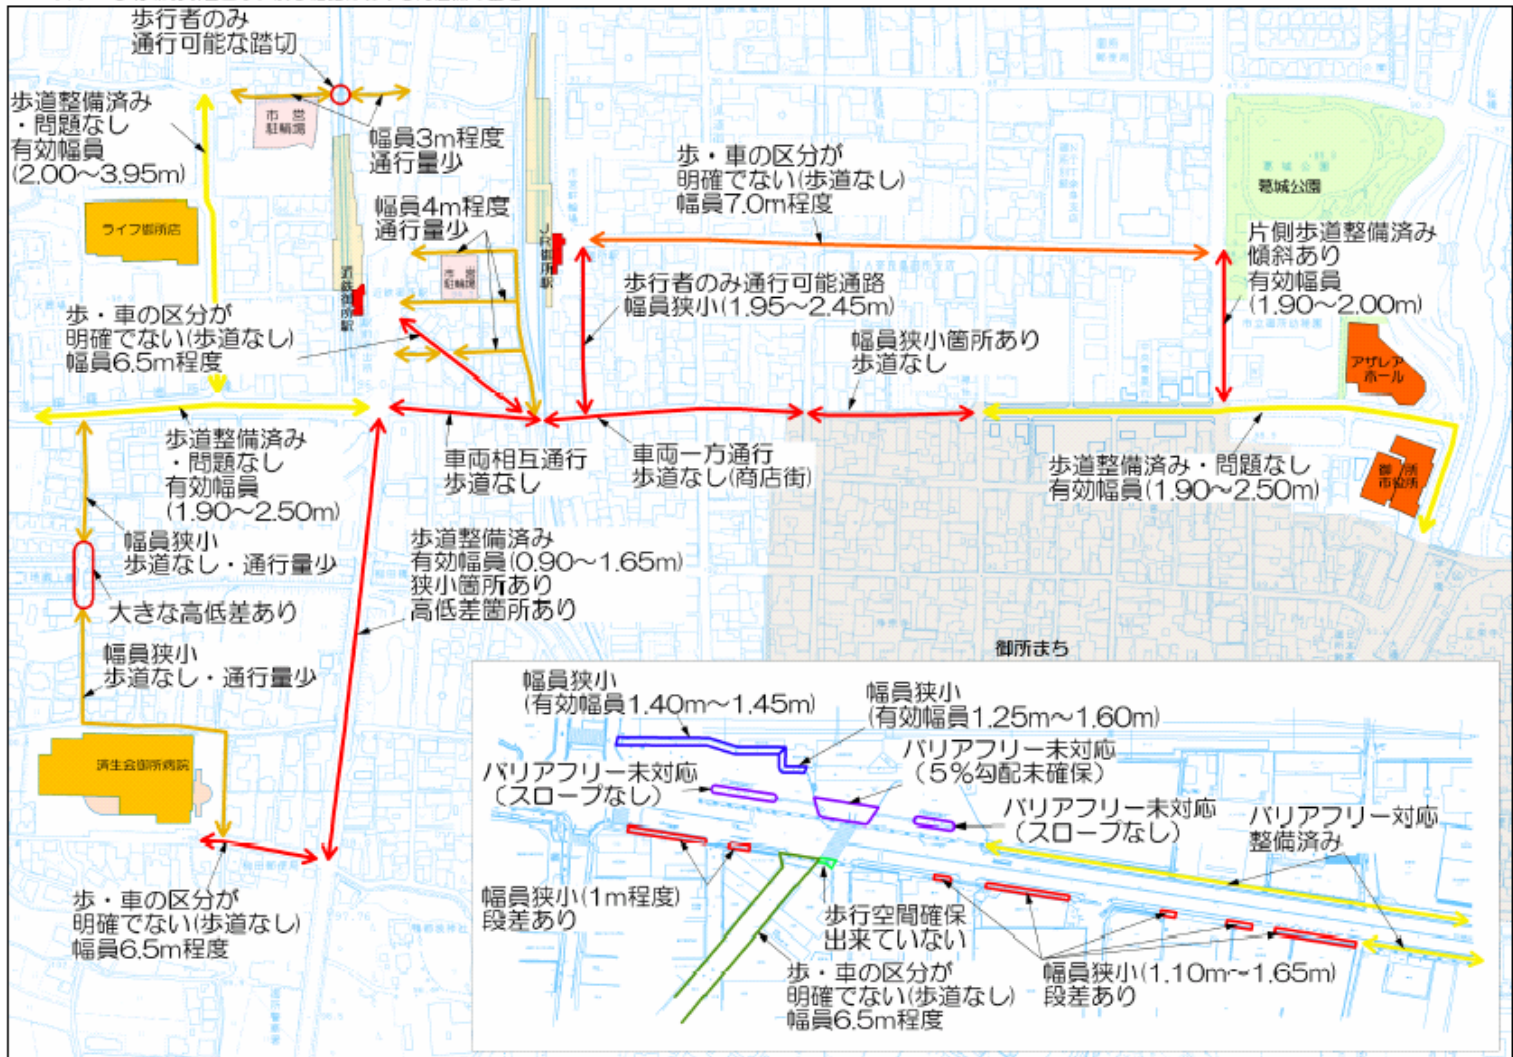 歩行者のみ
通行可能な踏切
歩道整備済み
・問題なし
有効幅員
(2.00～3.95m)
市営
駐輪場
幅員3m程度
通行量少
幅員4m程度
通行量少
歩・車の区分が
明確でない(歩道なし)
幅員7.0m程度
葛城公園
葛城公園
片側歩道整備済み
傾斜あり
有効幅員
(1.90～2.00m)
ライフ御所店
近鉄御所駅
市営
駐輪場
JR御所駅
歩行者のみ通行可能通路
幅員狭小(1.95～2.45m)
歩・車の区分が
明確でない(歩道なし)
幅員6.5m程度
幅員狭小箇所あり
歩道なし
アザレア
ホール
歩道整備済み
・問題なし
有効幅員
(1.90～2.50m)
車両相互通行
歩道なし
車両一方通行
歩道なし(商店街)
歩道整備済み・問題なし
有効幅員(1.90～2.50m)
御所
市役所
幅員狭小
歩道なし・通行量少
大きな高低差あり
歩道整備済み
有効幅員(0.90～1.65m)
狭小箇所あり
高低差箇所あり
幅員狭小
歩道なし・通行量少
御所まち
済生会御所病院
歩・車の区分が
明確でない(歩道なし)
幅員6.5m程度
幅員狭小
(有効幅員1.40m～1.45m)
幅員狭小
(有効幅員1.25m～1.60m)
バリアフリー未対応
(スロープなし)
バリアフリー未対応
(5%勾配未確保)
バリアフリー未対応
(スロープなし)
バリアフリー対応
整備済み
幅員狭小(1m程度)
段差あり
歩行空間確保
出来ていない
歩・車の区分が
明確でない(歩道なし)
幅員6.5m程度
幅員狭小(1.10m～1.65m)
段差あり